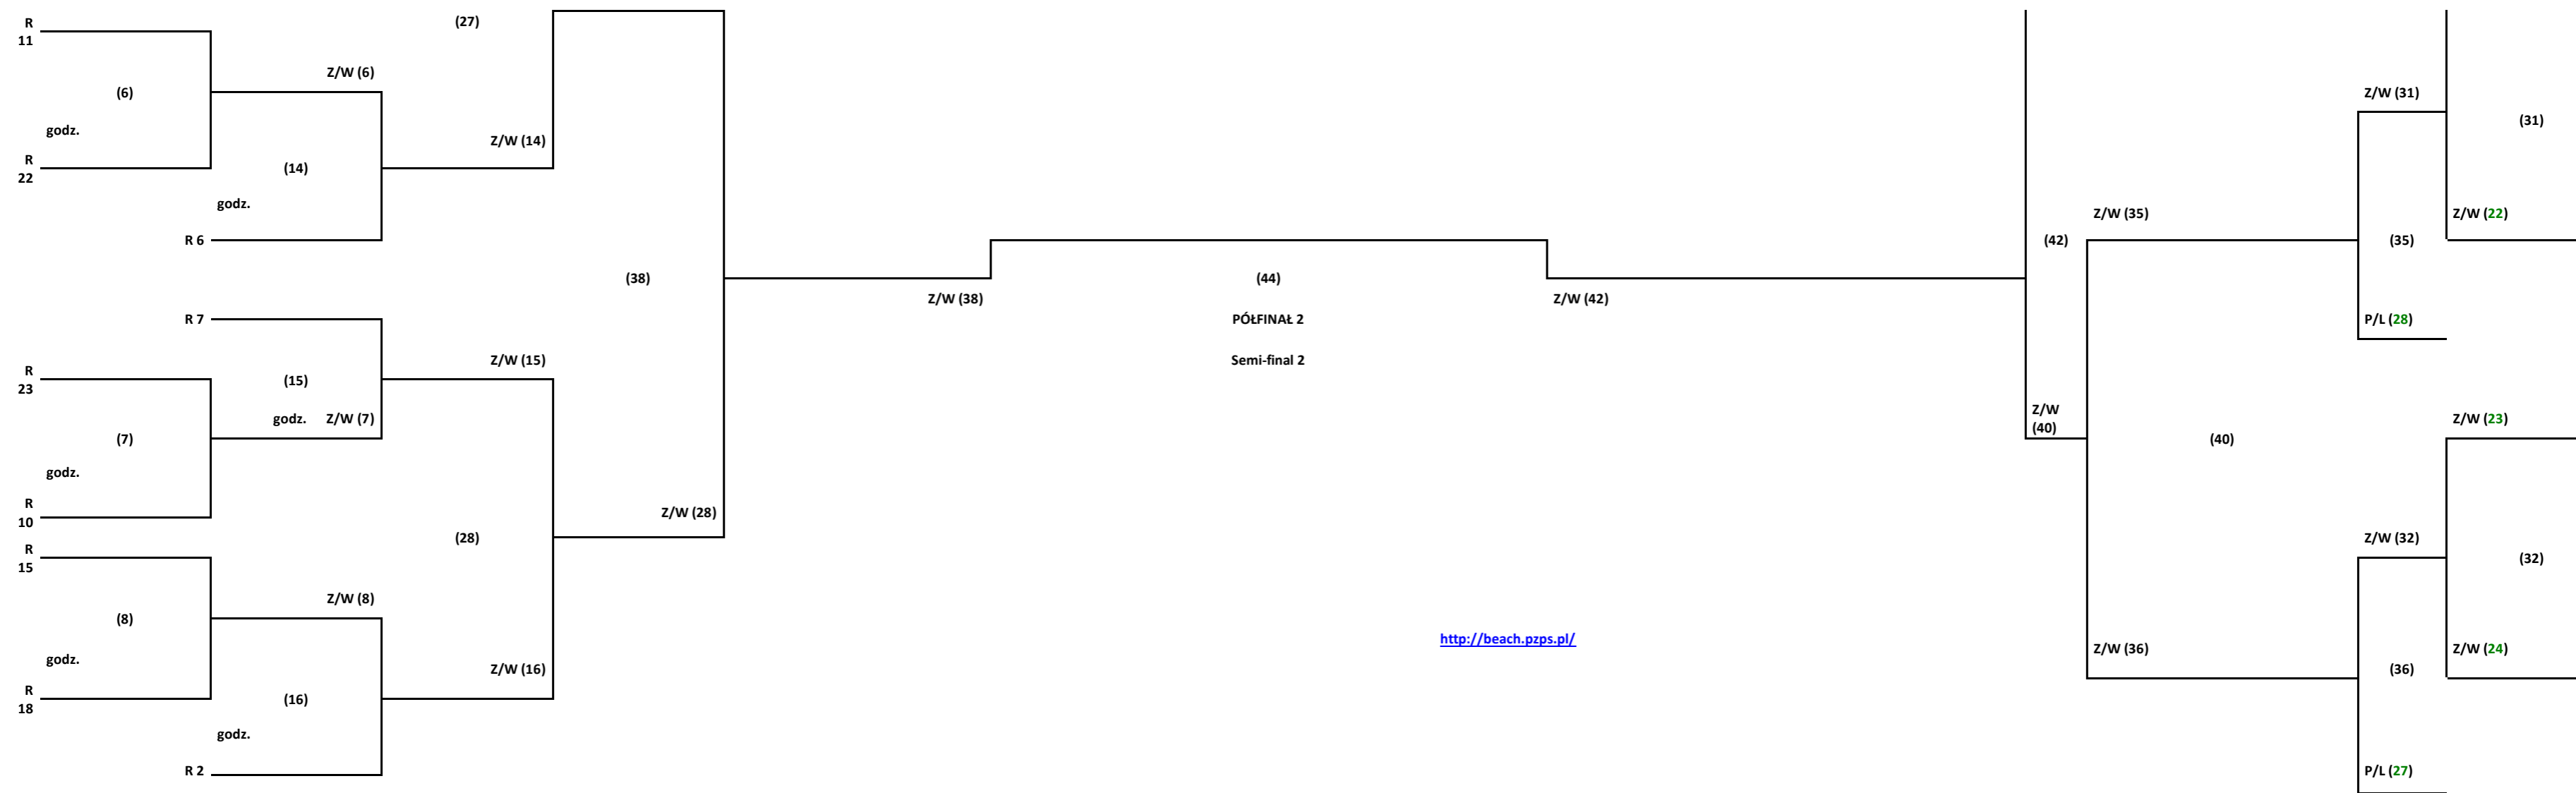 R
11
(27)
Z/W (6)
(6)
Z/W (31)
(31)
godz.
Z/W (14)
R
22
(14)
godz.
Z/W (35)
Z/W (22)
R 6
(42)
(35)
(38)
(44)
Z/W (38)
Z/W (42)
R 7
PÓŁFINAŁ 2
P/L (28)
Z/W (15)
Semi-final 2
R
23
(15)
godz.
Z/W (7)
Z/W
(40)
Z/W (23)
(7)
(40)
godz.
R
10
Z/W (28)
(28)
Z/W (32)
R
15
(32)
Z/W (8)
(8)
http://beach.pzps.pl/
godz.
Z/W (16)
Z/W (36)
Z/W (24)
(36)
R
18
(16)
godz.
R 2
P/L (27)